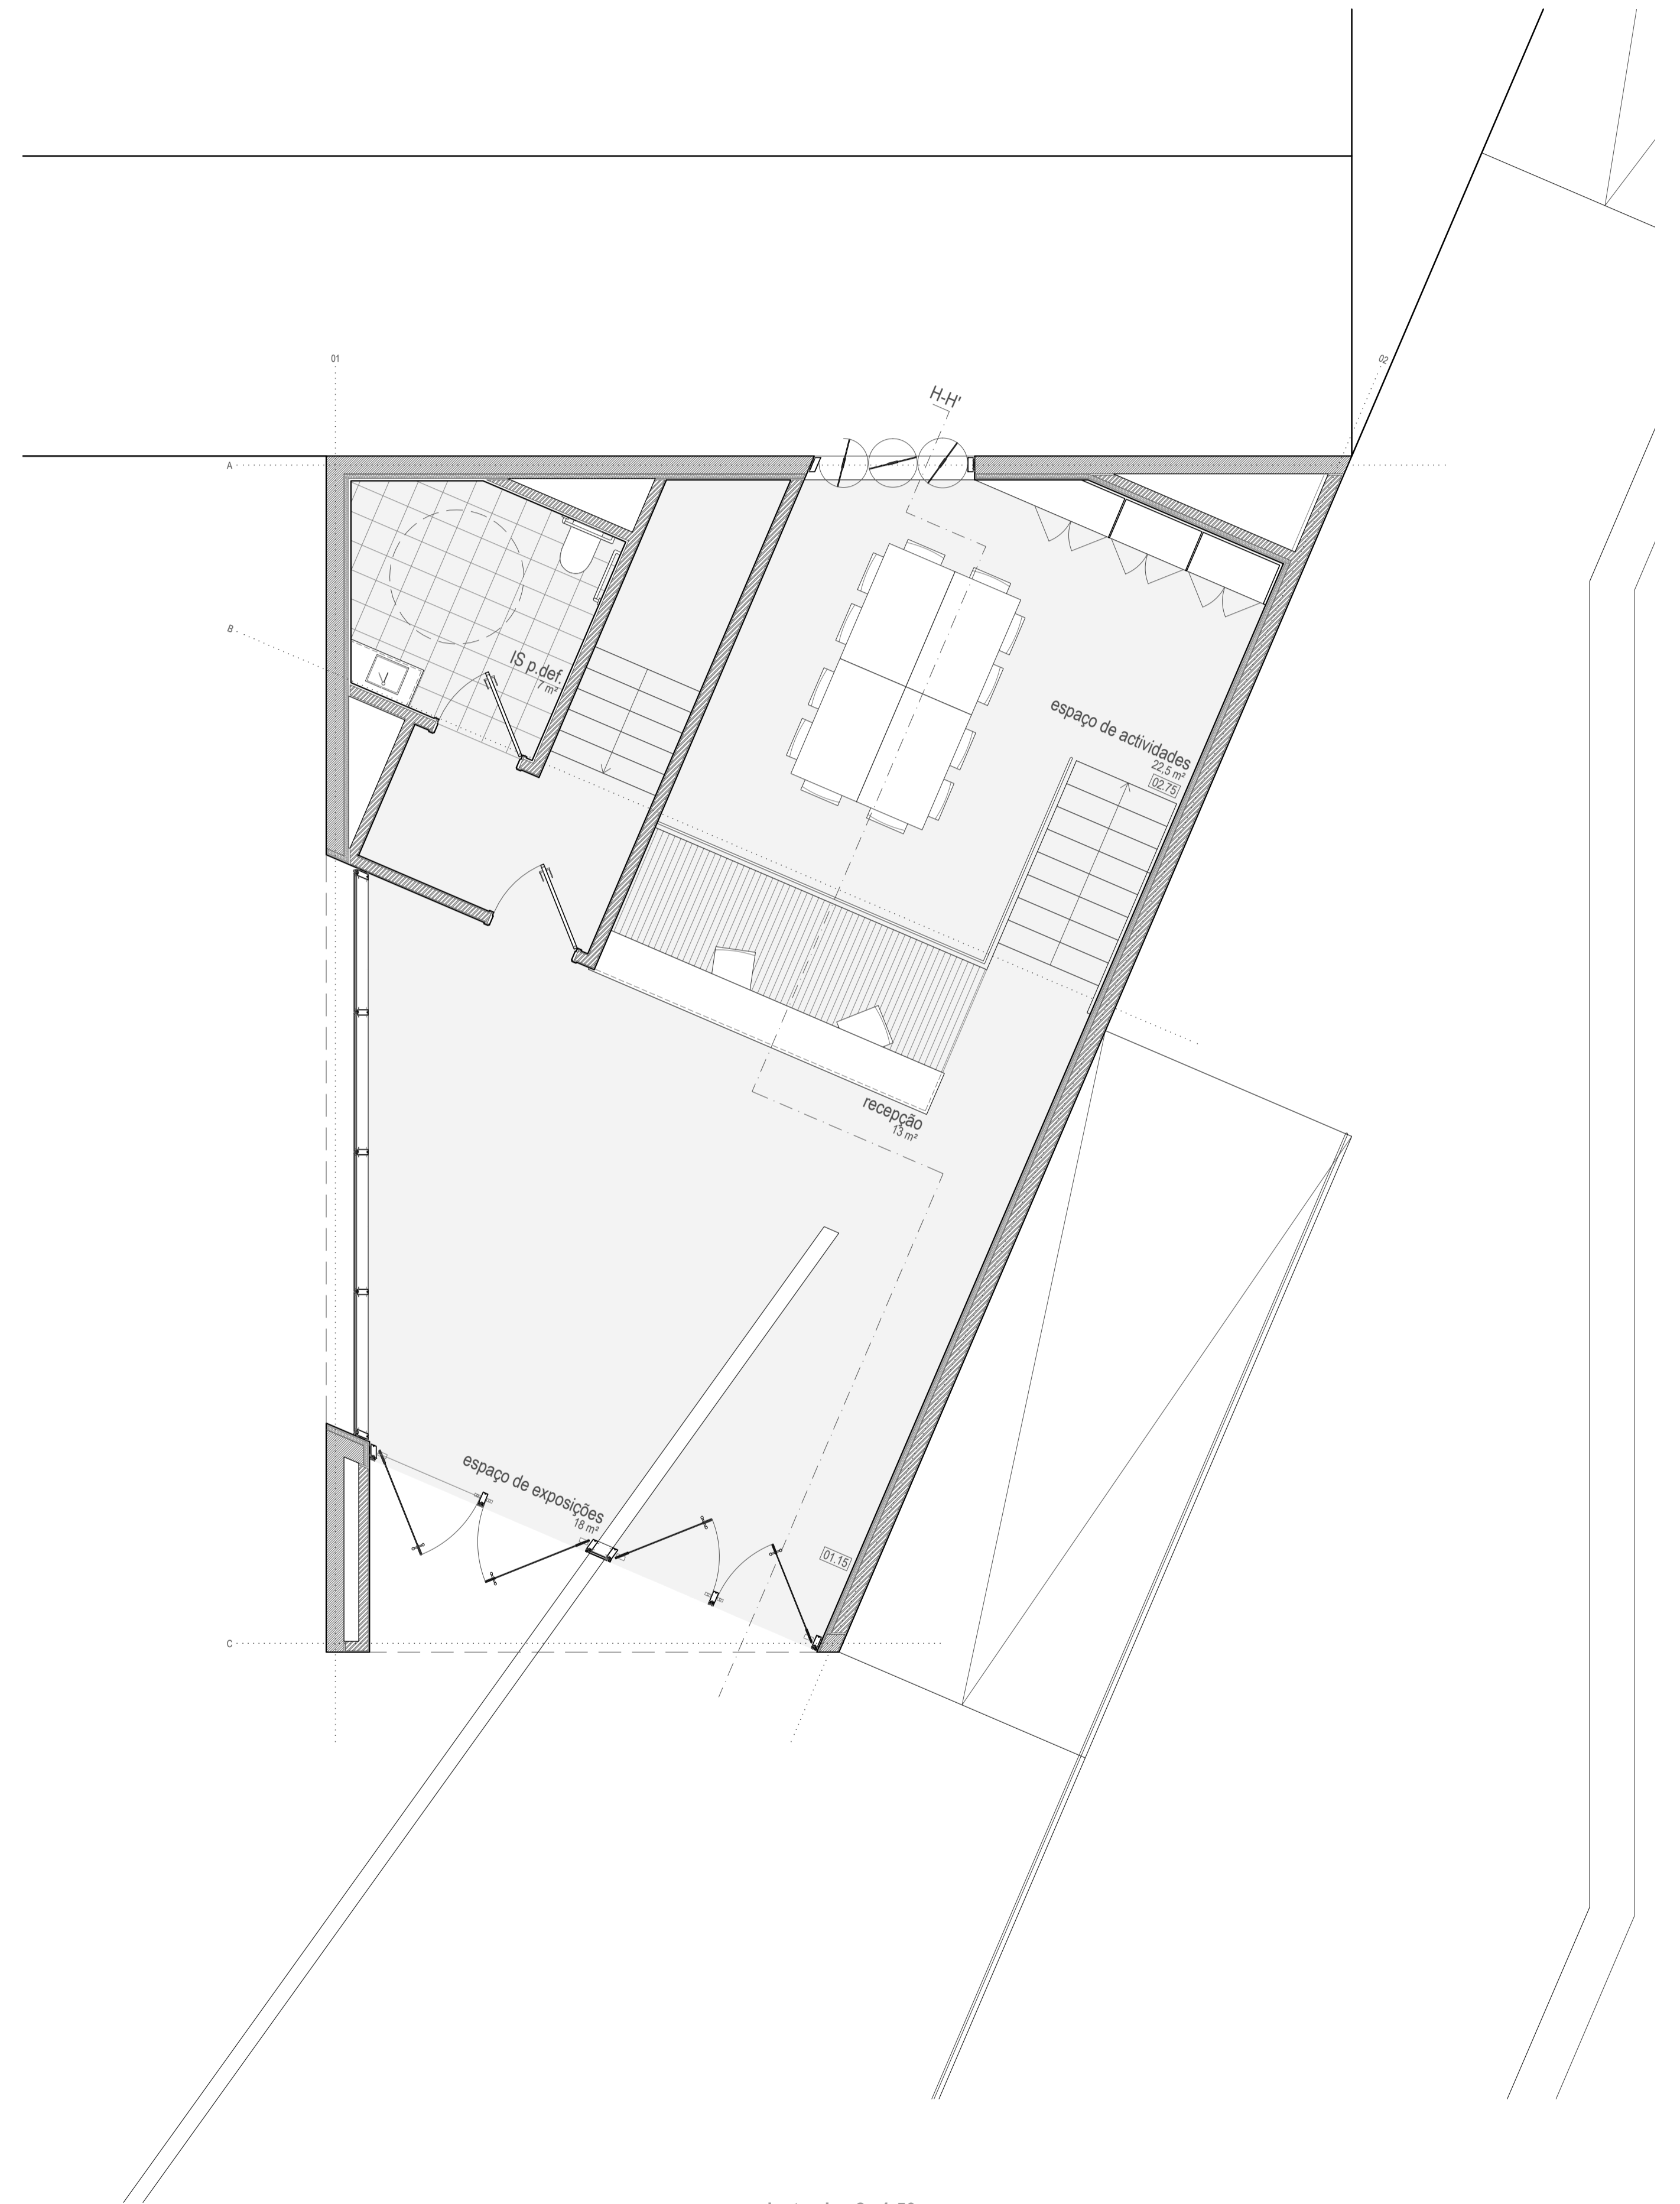 01
02
H-H'
A
B
IS p.def.
7 m²
espaço de actividades
22,5 m²
02.75
recepção
13 m²
espaço de exposições
18 m²
01.15
C